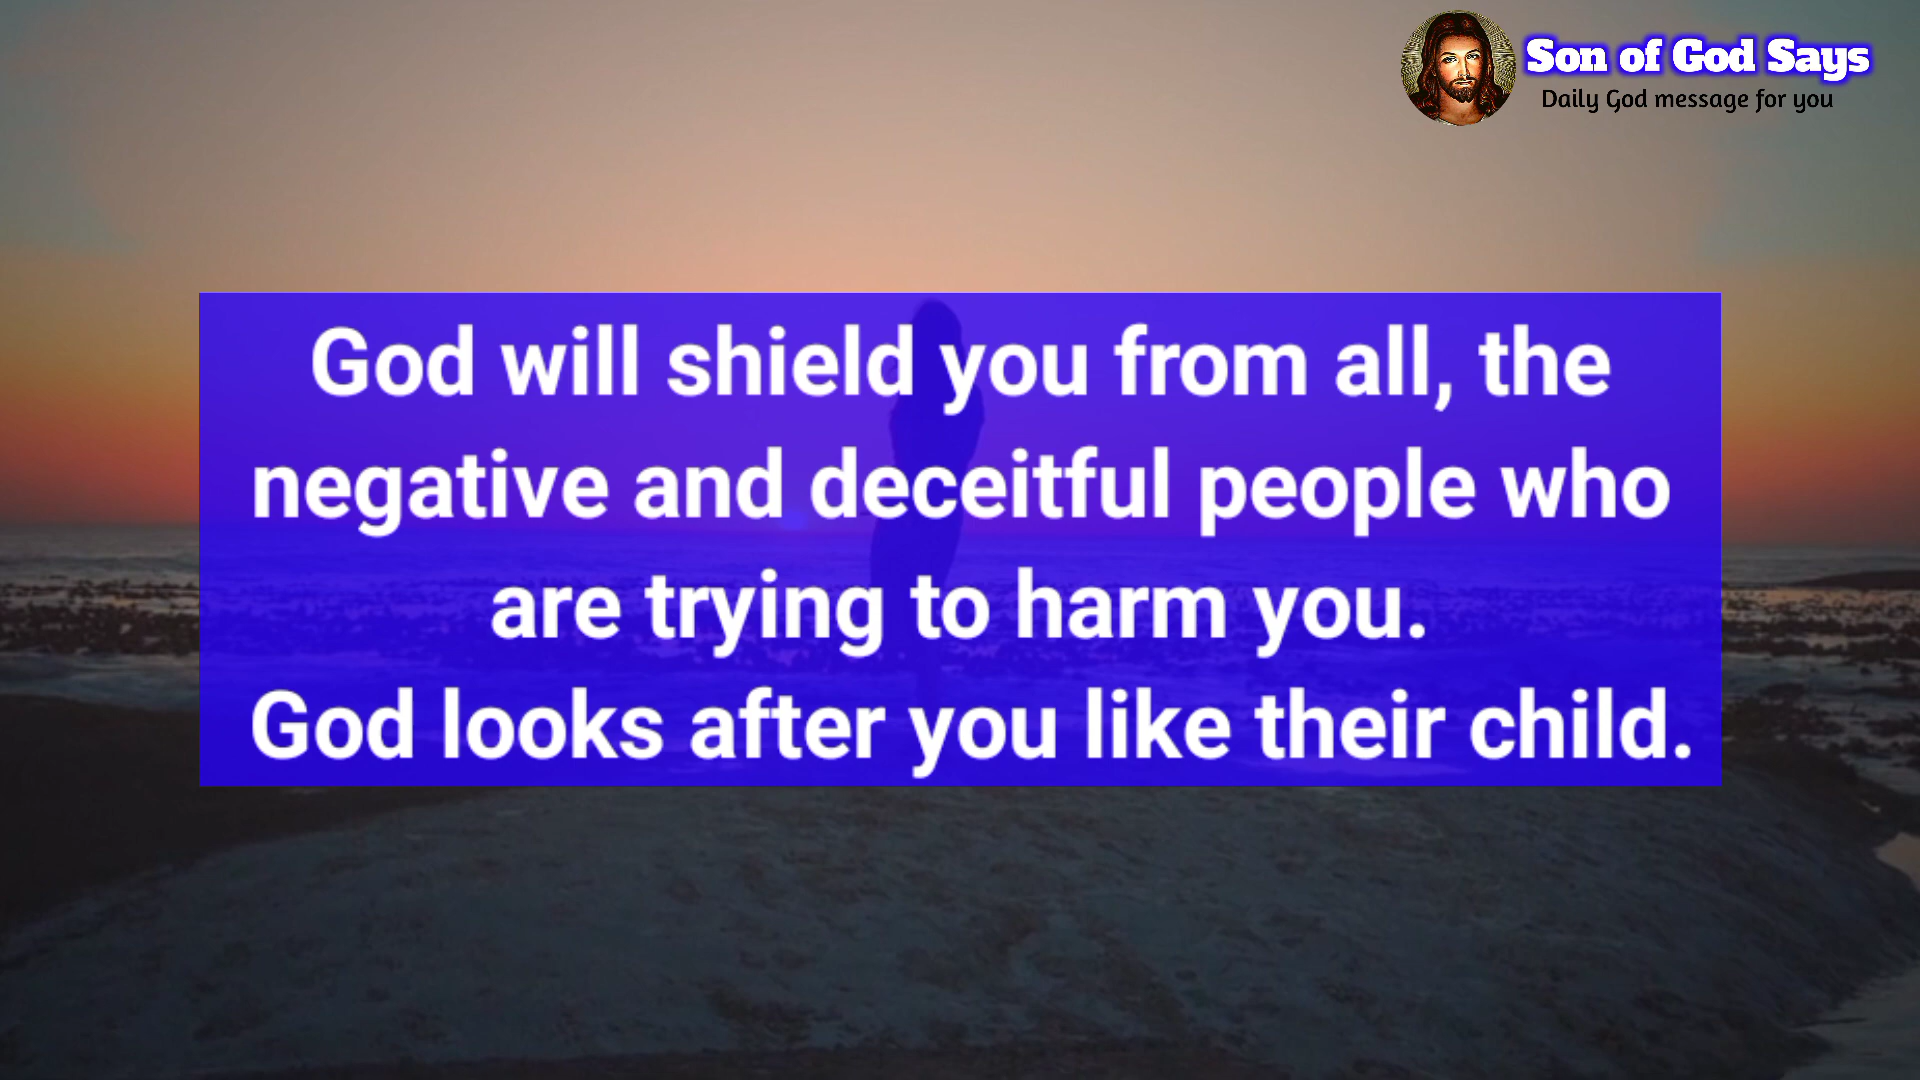 Son of God Says
Daily God message for you
God will shield you from all, the
negative and deceitful people who
are trying to harm you.
God looks after you like their child.